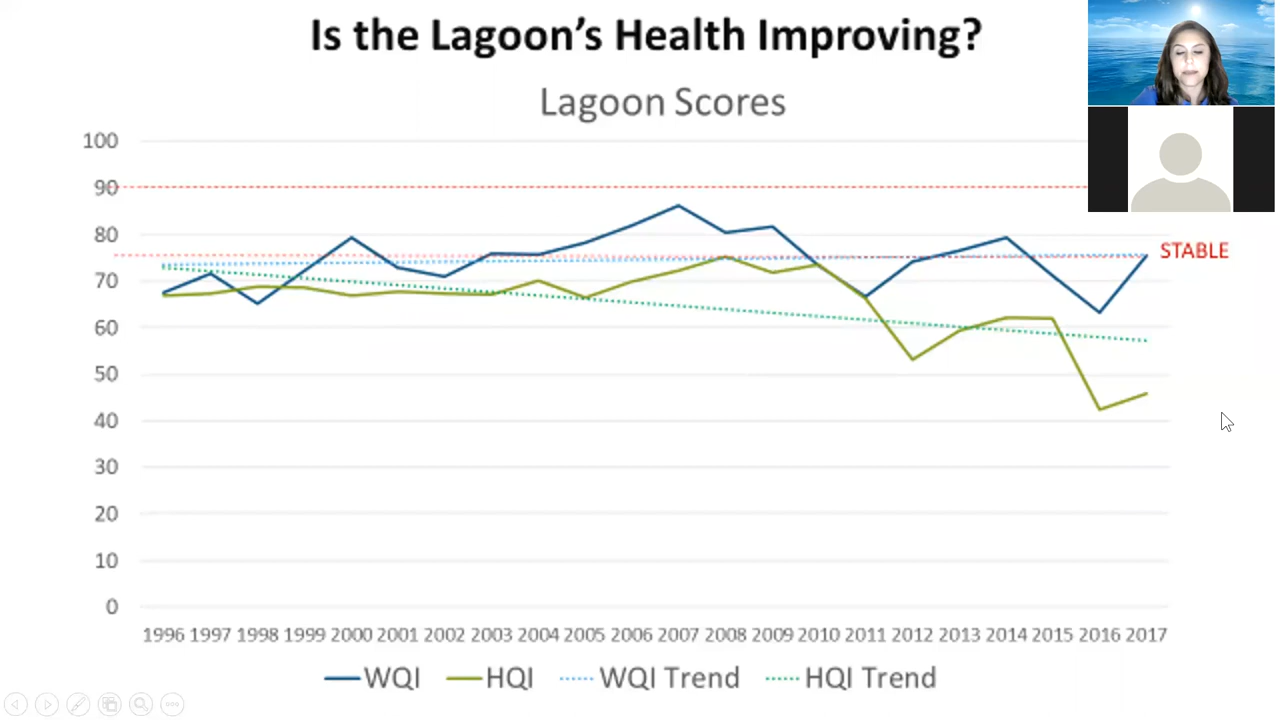 Is the Lagoon's Health Improving?
Lagoon Scores
100
90
80
STABLE
70
60
50
40
30
20
10
0
1996 1997 1998 1999 2000 2001 2002 2003 2004 2005 2006 2007 2008 2009 2010 2011 2012 2013 2014 2015 2016 2017
WQI HQI WQI Trend HQI Trend